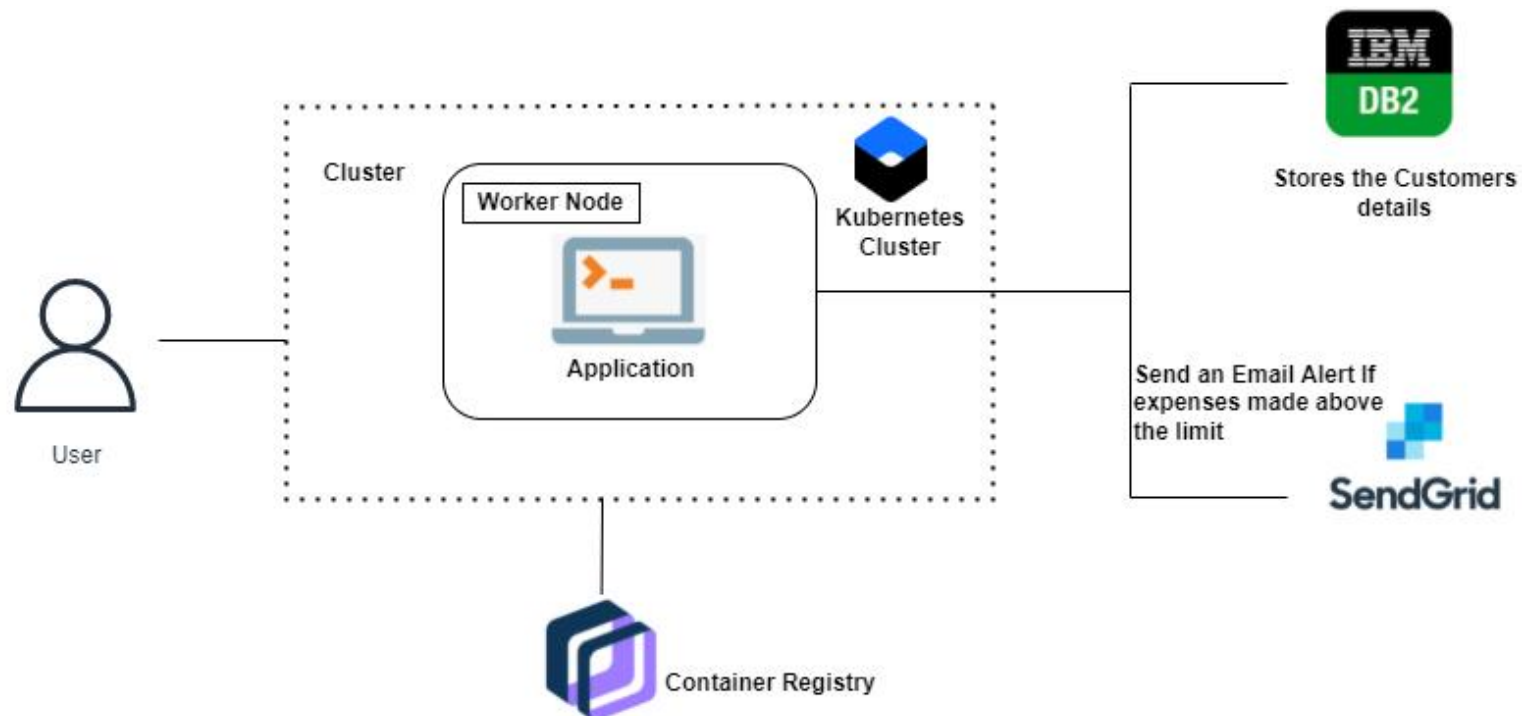 IBM
DB2
Stores the Customers
details
Cluster
Worker Node
Kubernetes
Cluster
Application
User
Send an Email Alert If
expenses made above
the limit
SendGrid
Container Registry